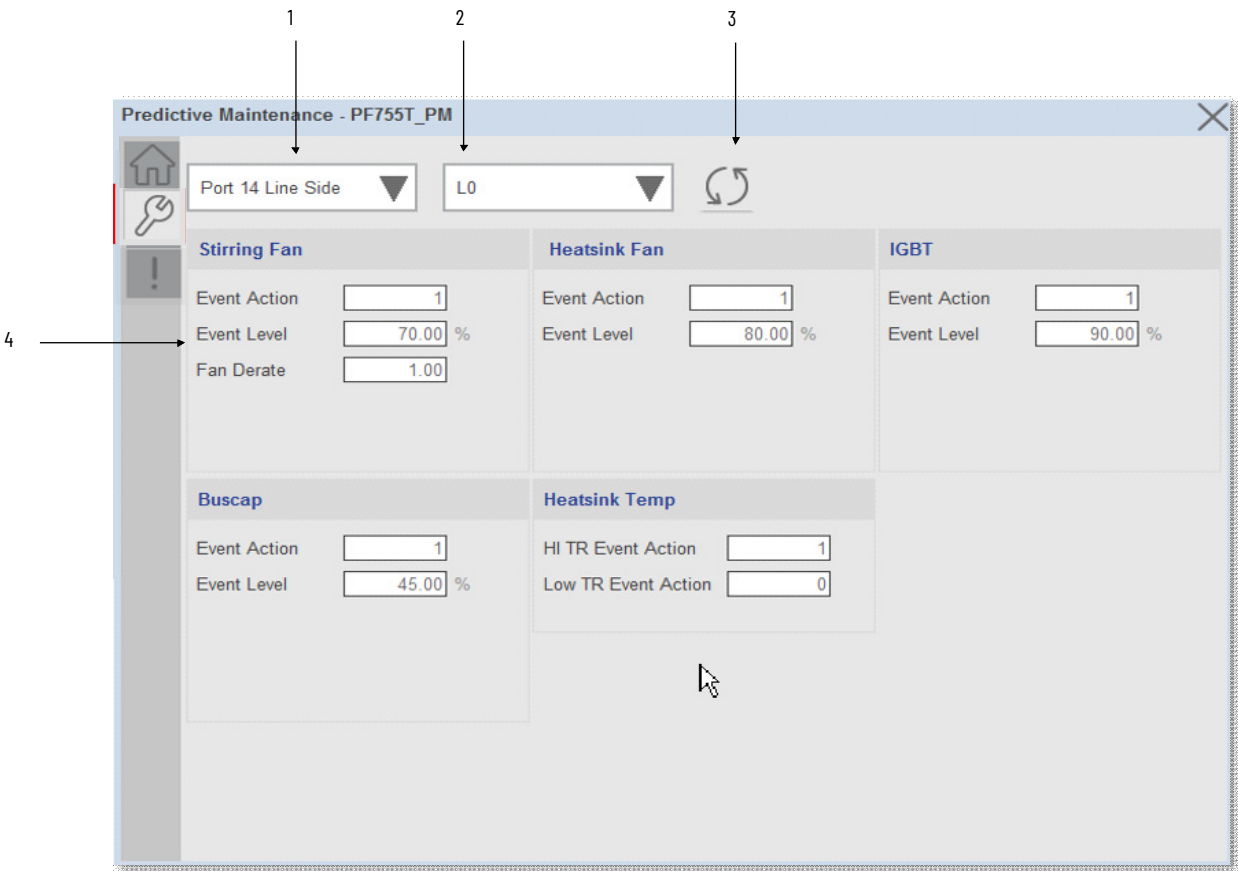 1 2 3
Predictive Maintenance - PF755T_PM
Port 14 Line Side L0
Stirring Fan Heatsink Fan IGBT
Event Action 1 Event Action 1 Event Action 1
4 Event Level 70.00 % Event Level 80.00 % Event Level 90.00 %
Fan Derate 1.00
Buscap Heatsink Temp
Event Action 1 HI TR Event Action 1
Event Level 45.00 % Low TR Event Action 0